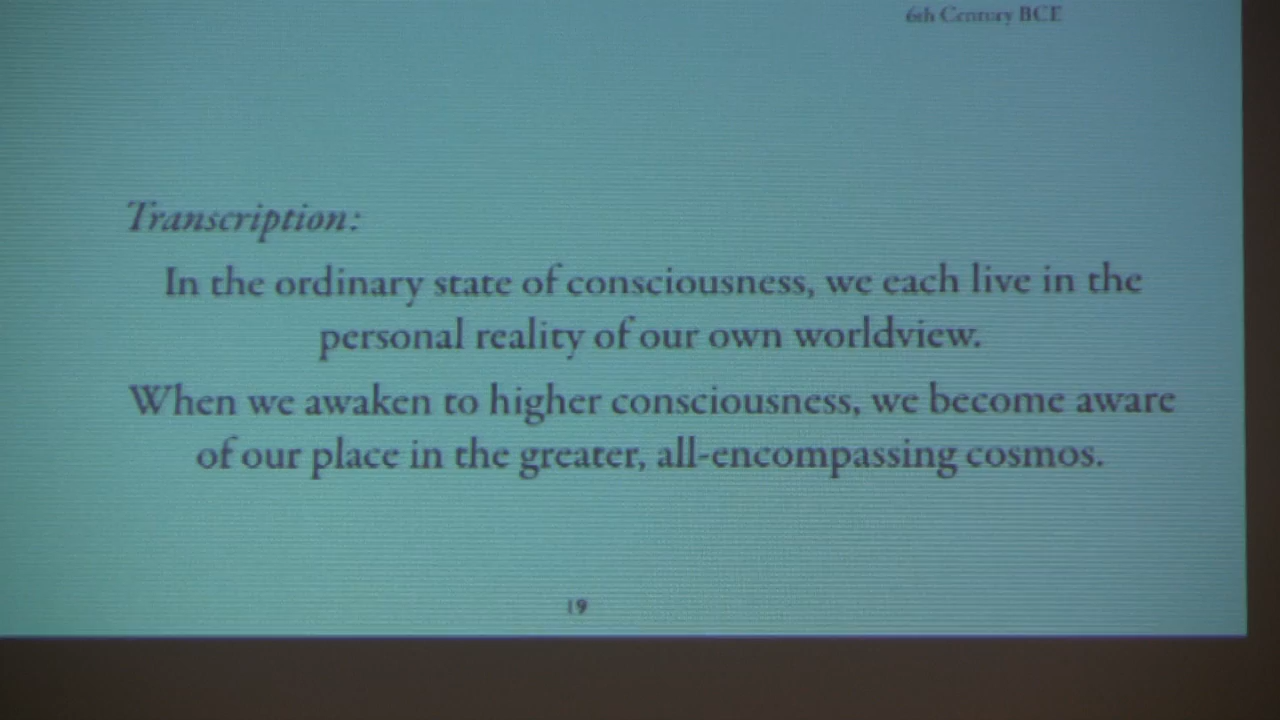 6th Century BCE
Transcription:
In the ordinary state of consciousness, we each live in the
personal reality of our own worldview.
When we awaken to higher consciousness, we become aware
of our place in the greater, all-encompassing cosmos.
19